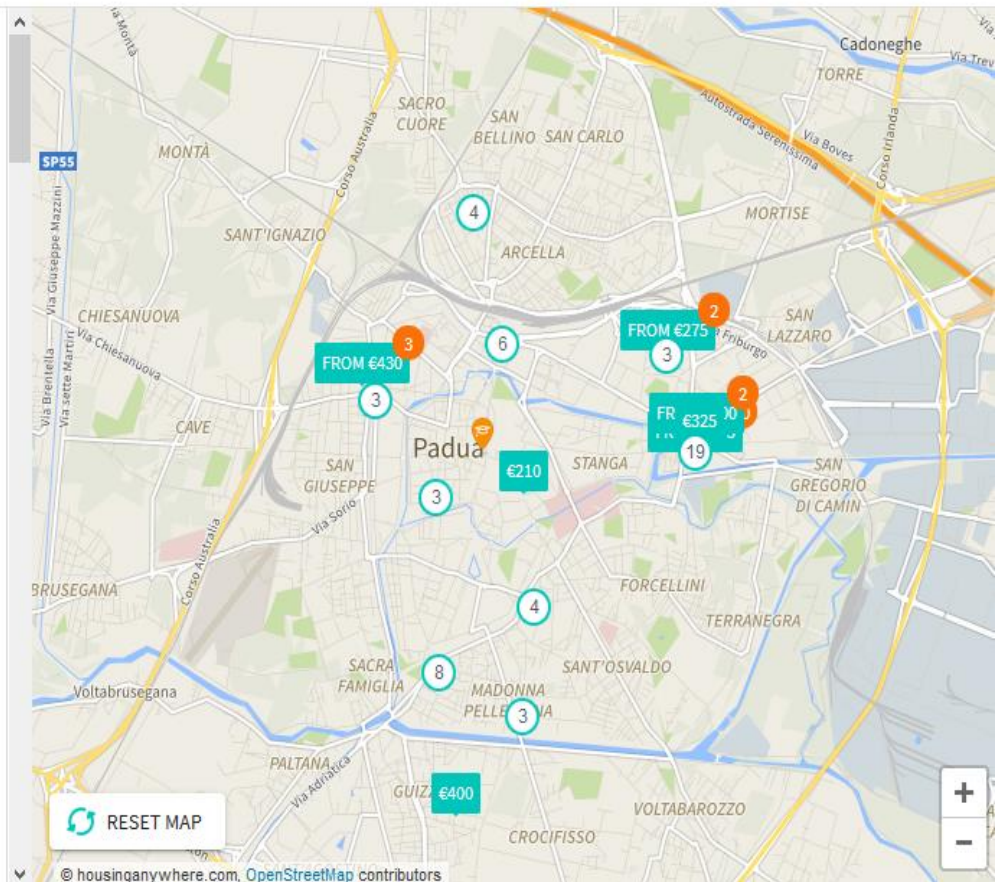 Via Montà
Cadoneghe
Via Trev
TORRE
SACRO
CUORE
SAN
BELLINO
SAN CARLO
Autostrada Serenissima
Via Boves
Corso Irlanda
MONTÀ
SP55
Corso Australia
Via Giuseppe Mazzini
MORTISE
SANT'IGNAZIO
4
ARCELLA
CHIESANUOVA
Via Chiesanuova
2
FROM €275
Friburgo
SAN
LAZZARO
3
6
3
FROM €430
3
Via Brentella
Via sette Martiri
2
€325
19
CAVE
Padua
€210
STANGA
SAN
GIUSEPPE
3
SAN
GREGORIO
DI CAMIN
Via Sorio
Corso Australia
BRUSEGANA
FORCELLINI
4
TERRANEGRA
SACRA
FAMIGLIA
8
SANT'OSVALDO
Voltabrusegana
MADONNA
3
PALTANA
Via Adriatica
€400
VOLTABAROZZO
CROCIFISSO
RESET MAP
+
−
© housinganywhere.com, OpenStreetMap contributors